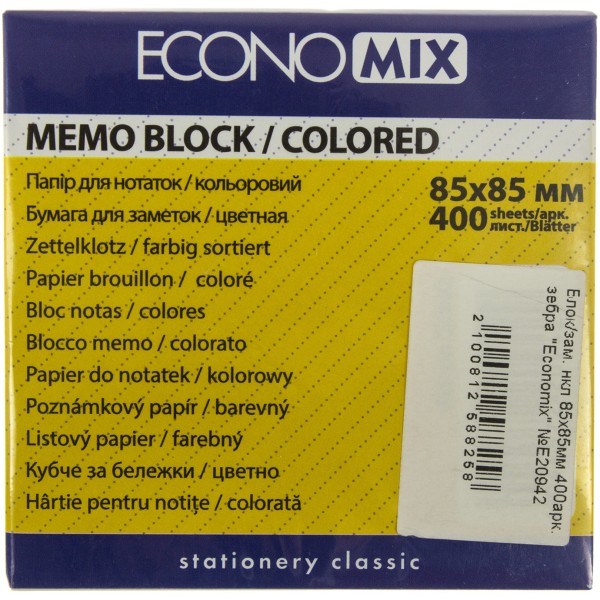 ECONOMIX
MEMO BLOCK / COLORED
Папір для нотаток / кольоровий
Бумага для заметок / цветная
Zettelklotz / farbig sortiert
Papier brouillon / coloré
Bloc notas / colores
Blocco memo / colorato
Papier do notatek / kolorowy
Poznámkový papír / barevný
Listový papier / farebný
Кубче за бележки / цветно
Hârtie pentru notițe / colorată
85x85 мм
400 sheets/арк.
лист./Blätter
Елок/зам. нкл 85х85мм 400арк.
зебра "Economix" №Е20942
2100812588258
stationery classic